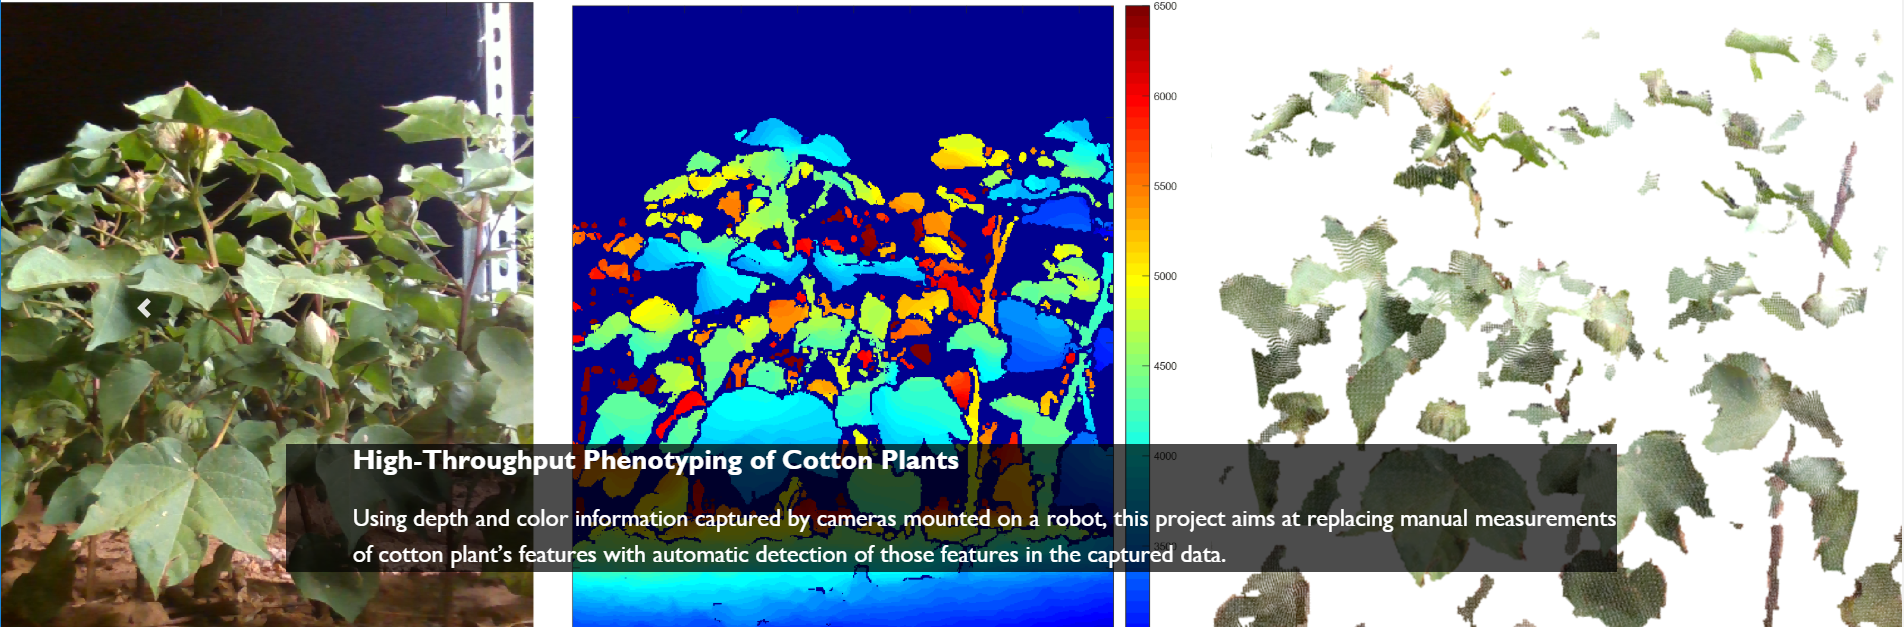 6500
6000
5500
5000
4500
4000
High-Throughput Phenotyping of Cotton Plants
Using depth and color information captured by cameras mounted on a robot, this project aims at replacing manual measurements
of cotton plant’s features with automatic detection of those features in the captured data.